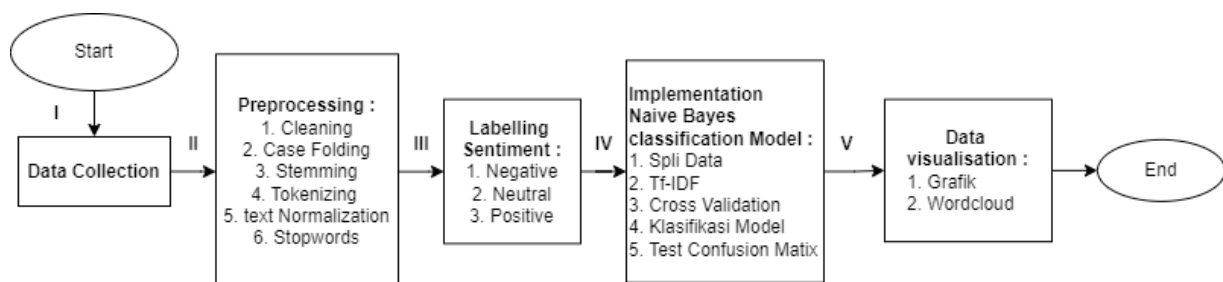 Start
I
Data Collection
II
Preprocessing :
1. Cleaning
2. Case Folding
3. Stemming
4. Tokenizing
5. text Normalization
6. Stopwords
III
Labelling
Sentiment :
1. Negative
2. Neutral
3. Positive
IV
Implementation
Naive Bayes
classification Model :
1. Spli Data
2. Tf-IDF
3. Cross Validation
4. Klasifikasi Model
5. Test Confusion Matix
V
Data
visualisation :
1. Grafik
2. Wordcloud
End